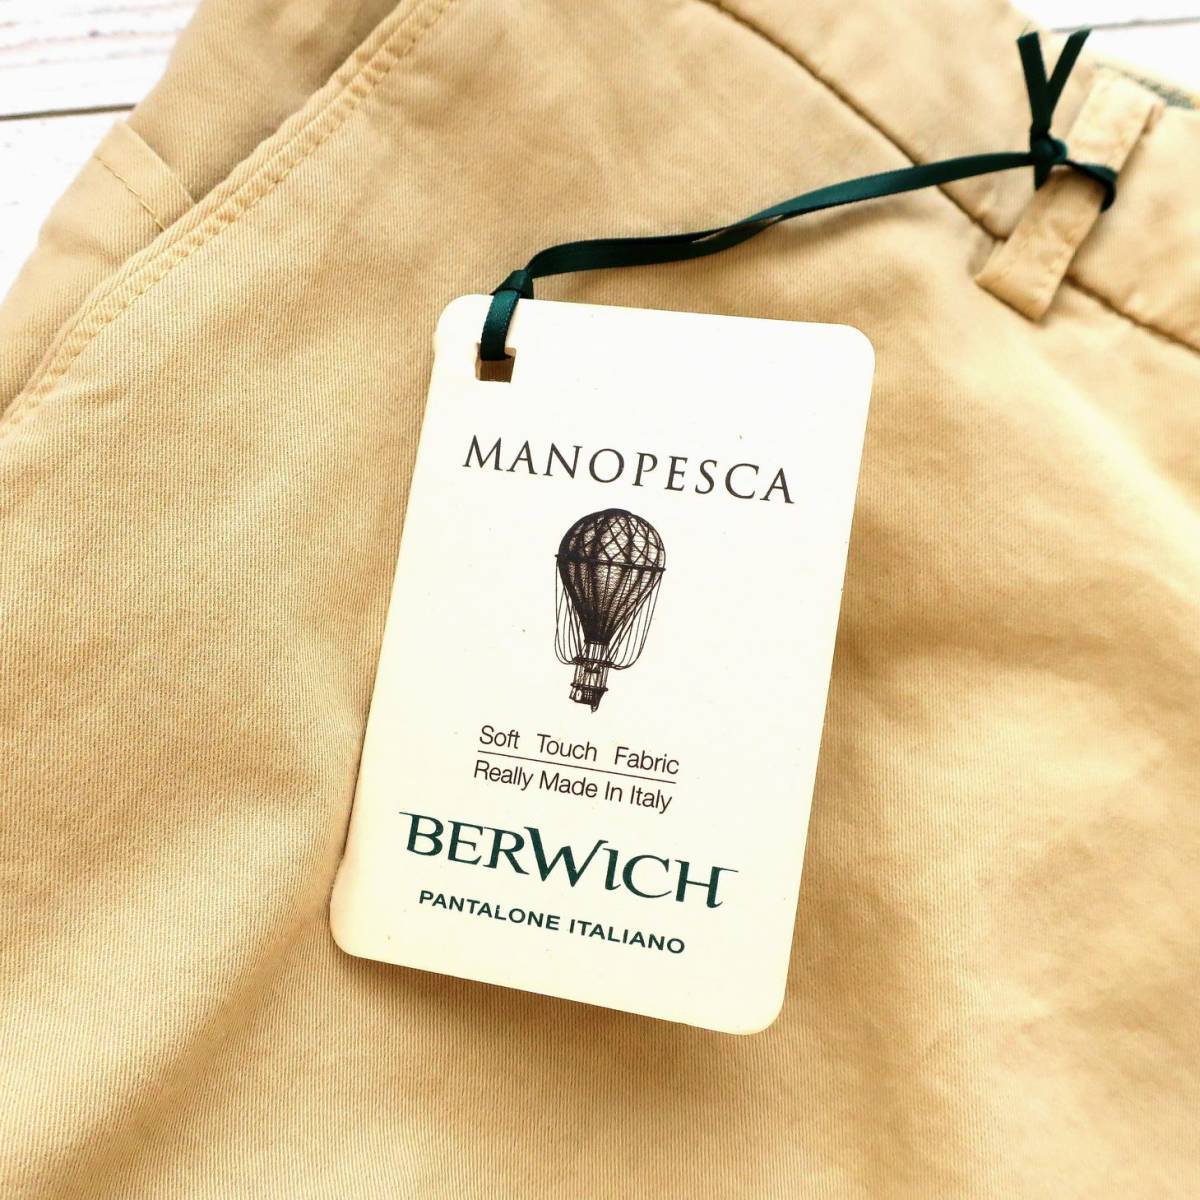 MANOPESCA
Soft Touch Fabric
Really Made In Italy
BERWICH
PANTALONE ITALIANO